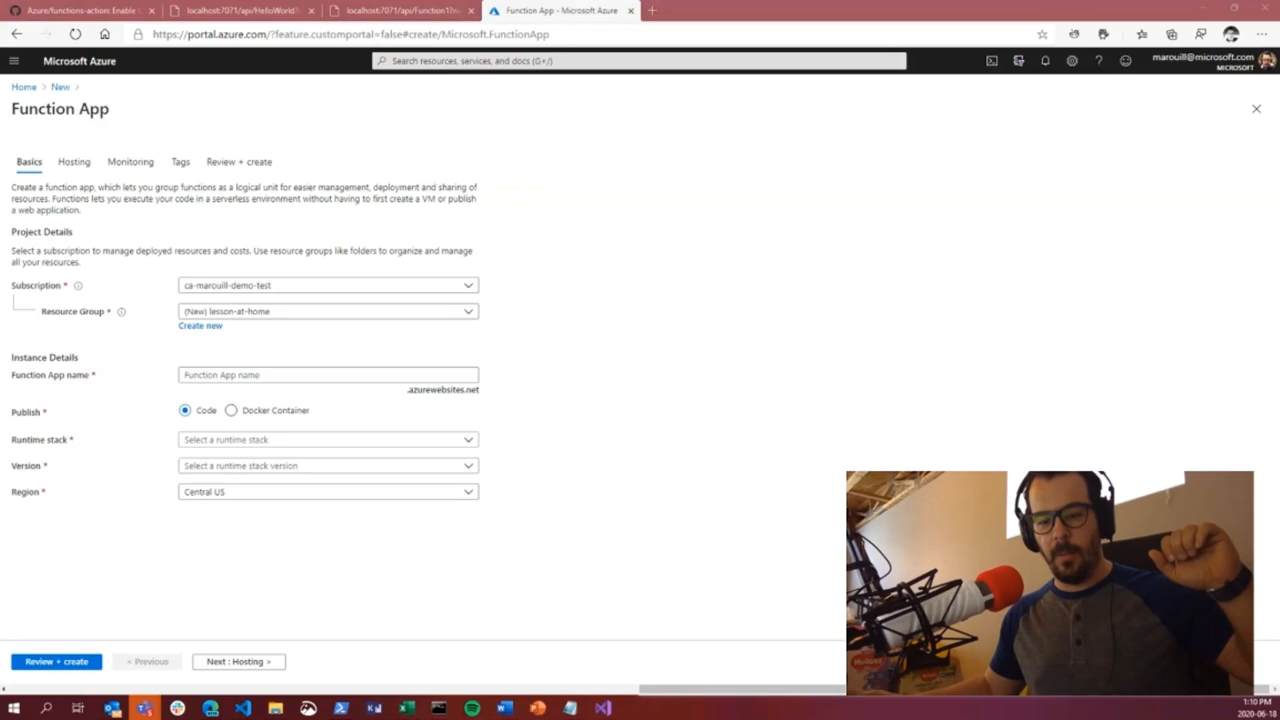 Azure/functions-action: Enable
localhost:7071/api/HelloWorld?
localhost:7071/api/Function1?n
Function App - Microsoft Azure
https://portal.azure.com/?feature.customportal=false#create/Microsoft.FunctionApp
Microsoft Azure
Search resources, services, and docs (G+/)
marouill@microsoft.com
MICROSOFT
Home > New >
Function App
Basics
Hosting
Monitoring
Tags
Review + create
Create a function app, which lets you group functions as a logical unit for easier management, deployment and sharing of
resources. Functions lets you execute your code in a serverless environment without having to first create a VM or publish
a web application.
Project Details
Select a subscription to manage deployed resources and costs. Use resource groups like folders to organize and manage
all your resources.
Subscription *
ca-marouill-demo-test
Resource Group *
(New) lesson-at-home
Create new
Instance Details
Function App name *
Function App name
.azurewebsites.net
Publish *
Code
Docker Container
Runtime stack *
Select a runtime stack
Version *
Select a runtime stack version
Region *
Central US
Review + create
< Previous
Next : Hosting >
1:10 PM
2020-06-18